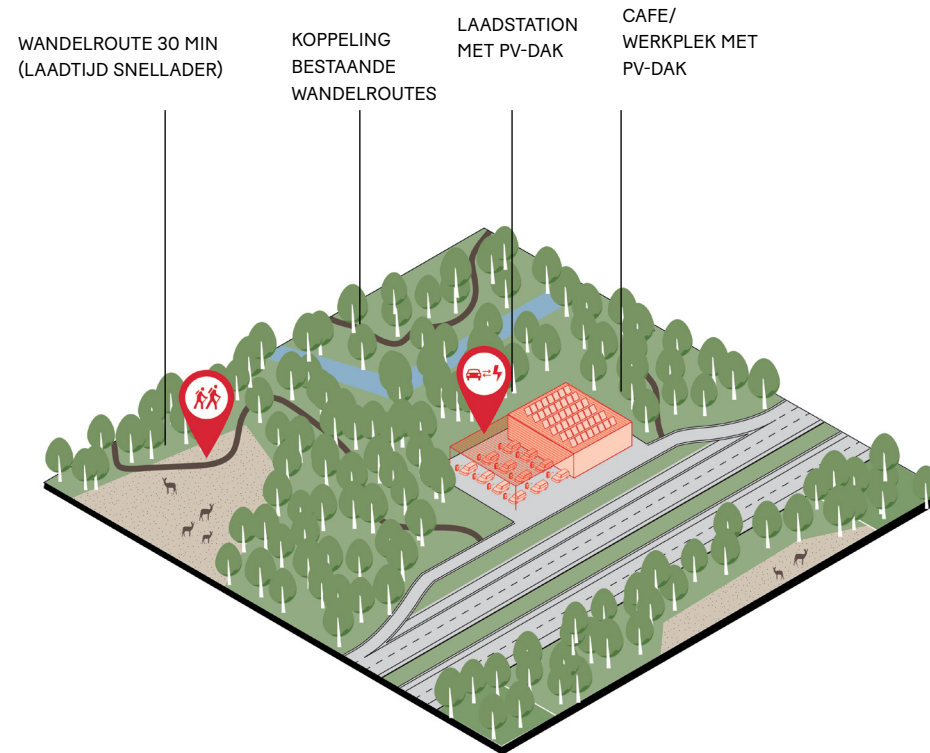 WANDELROUTE 30 MIN
(LAADTIJD SNELLADER)
KOPPELING
BESTAANDE
WANDELROUTES
LAADSTATION
MET PV-DAK
CAFE/
WERKPLEK MET
PV-DAK